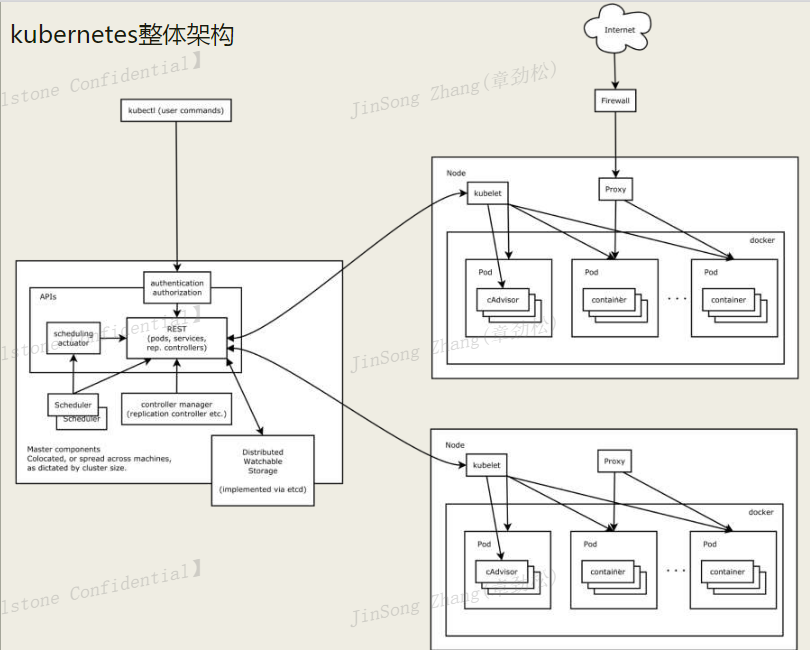 kubernetes整体架构
Internet
lstone Confidential】
JinSong Zhang(章劲松)
Firewall
kubectl (user commands)
Node
kubelet
Proxy
docker
Pod
Pod
Pod
cAdvisor
container
. . .
container
authentication
authorization
APIs
REST
(pods, services,
rep. controllers)
scheduling
actuator
lstone Confidential】
JinSong Zhang(章劲松)
Scheduler
Scheduler
controller manager
(replication controller etc.)
Master components
Colocated, or spread across machines,
as dictated by cluster size.
Distributed
Watchable
Storage
(implemented via etcd)
Node
kubelet
Proxy
docker
Pod
Pod
Pod
cAdvisor
container
. . .
container
lstone Confidential】
JinSong Zhang(章劲松)